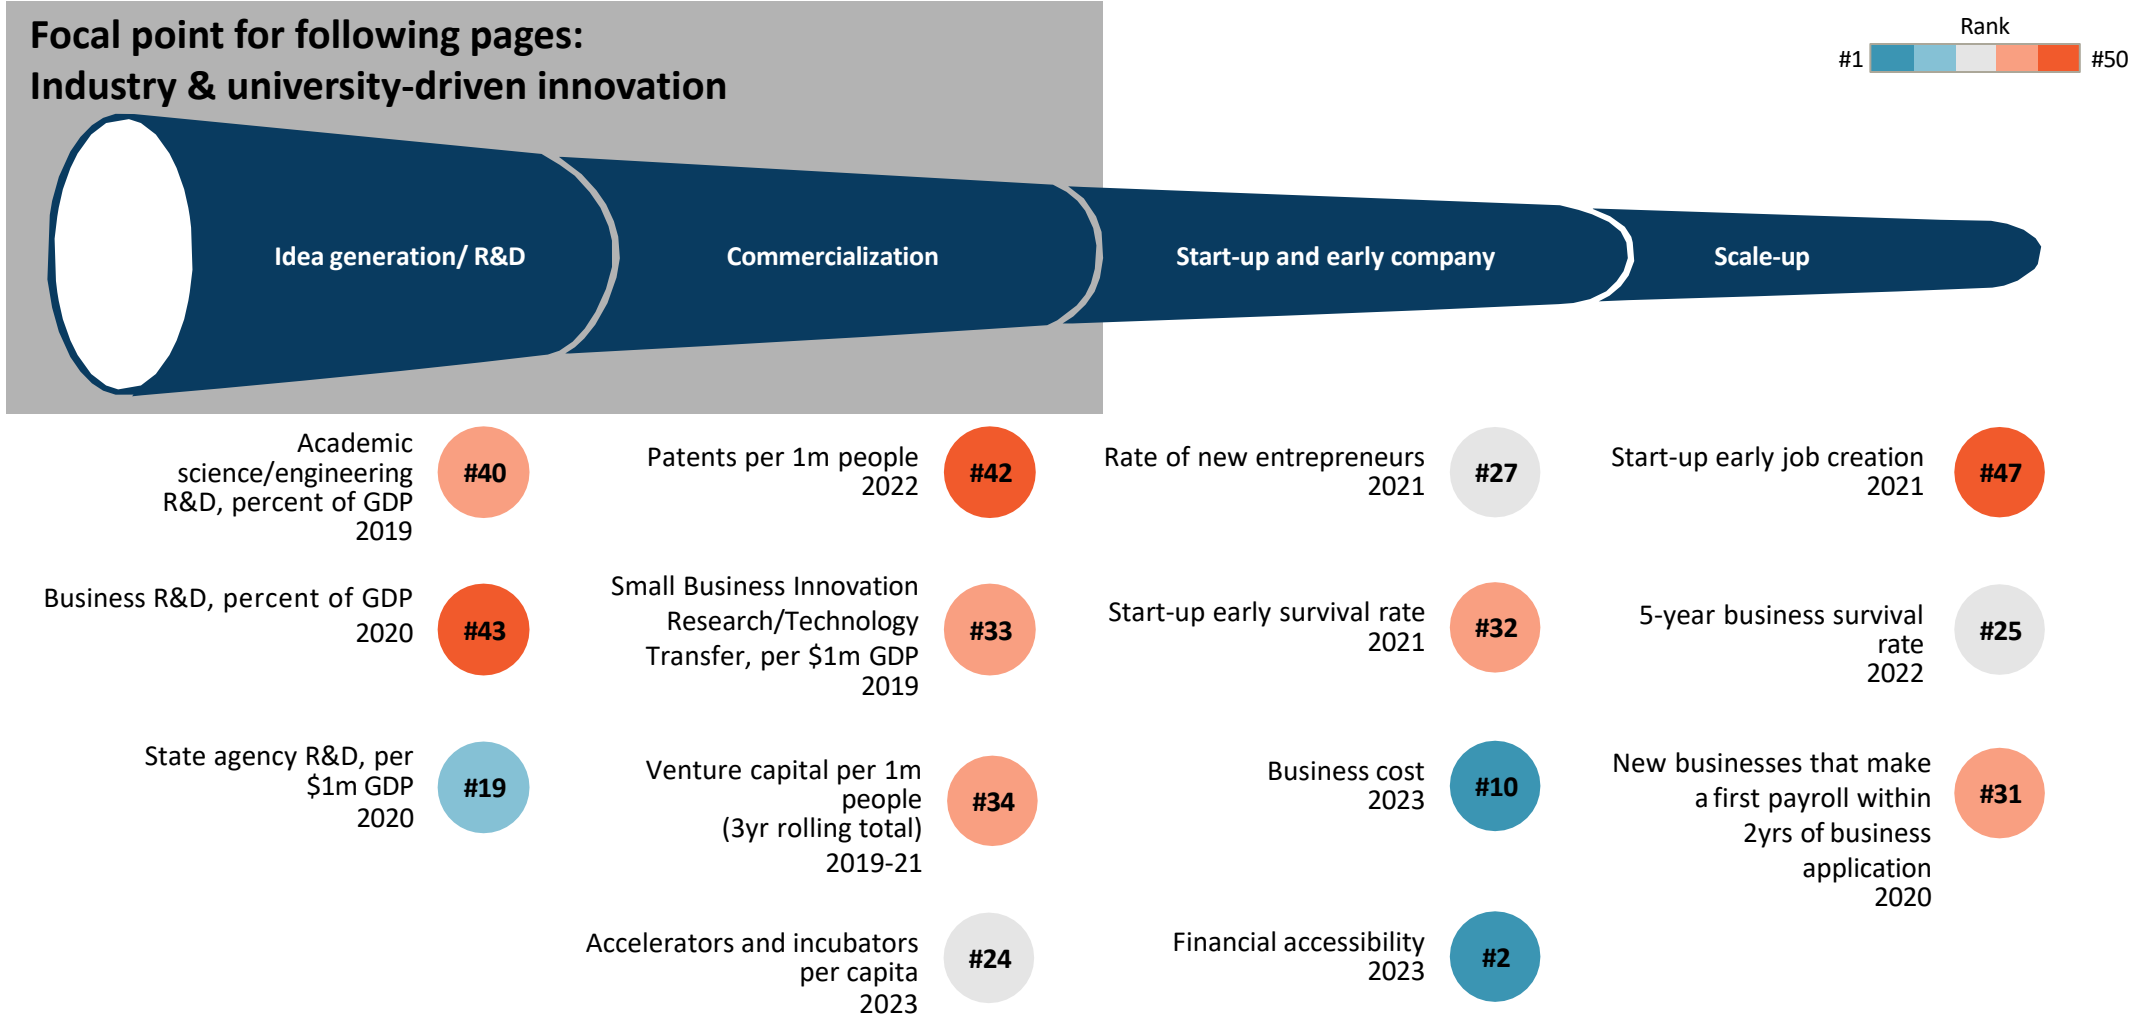 Focal point for following pages:
Industry & university-driven innovation
Rank
#1
#50
Idea generation/ R&D
Commercialization
Start-up and early company
Scale-up
Academic
science/engineering
R&D, percent of GDP
2019
#40
Business R&D, percent of GDP
2020
#43
State agency R&D, per
$1m GDP
2020
#19
Patents per 1m people
2022
#42
Small Business Innovation
Research/Technology
Transfer, per $1m GDP
2019
#33
Venture capital per 1m
people
(3yr rolling total)
2019-21
#34
Accelerators and incubators
per capita
2023
#24
Rate of new entrepreneurs
2021
#27
Start-up early survival rate
2021
#32
Business cost
2023
#10
Financial accessibility
2023
#2
Start-up early job creation
2021
#47
5-year business survival
rate
2022
#25
New businesses that make
a first payroll within
2yrs of business
application
2020
#31